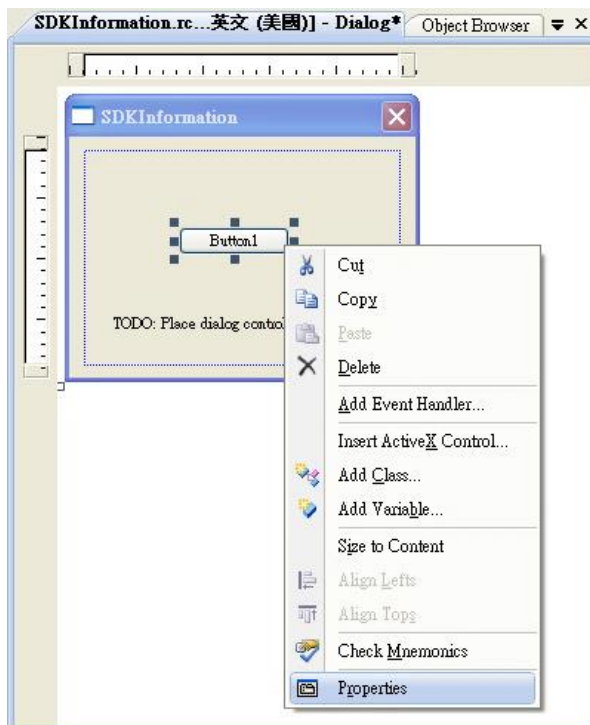 SDKInformation.rc...英文 (美國)] - Dialog* Object Browser
SDKInformation
Button1
TODO: Place dialog contro
Cut
Copy
Paste
Delete
Add Event Handler...
Insert ActiveX Control...
Add Class...
Add Variable...
Size to Content
Align Lefts
Align Tops
Check Mnemonics
Properties